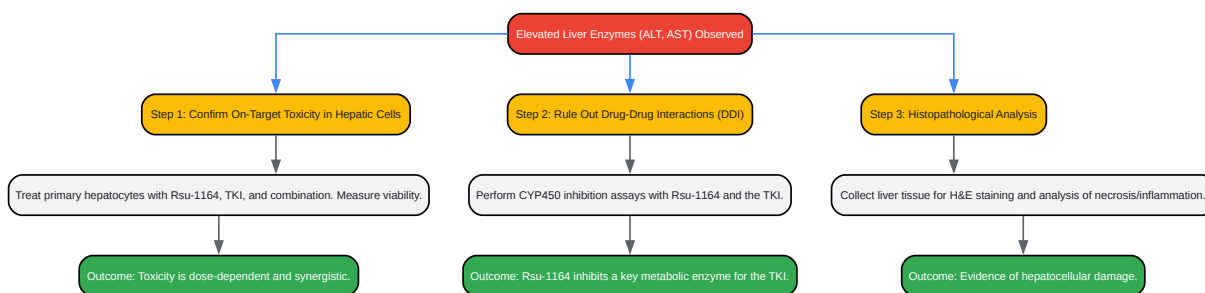 Elevated Liver Enzymes (ALT, AST) Observed
Step 1: Confirm On-Target Toxicity in Hepatic Cells
Step 2: Rule Out Drug-Drug Interactions (DDI)
Step 3: Histopathological Analysis
Treat primary hepatocytes with Rsu-1164, TKI, and combination. Measure viability.
Perform CYP450 inhibition assays with Rsu-1164 and the TKI.
Collect liver tissue for H&E staining and analysis of necrosis/inflammation.
Outcome: Toxicity is dose-dependent and synergistic.
Outcome: Rsu-1164 inhibits a key metabolic enzyme for the TKI.
Outcome: Evidence of hepatocellular damage.